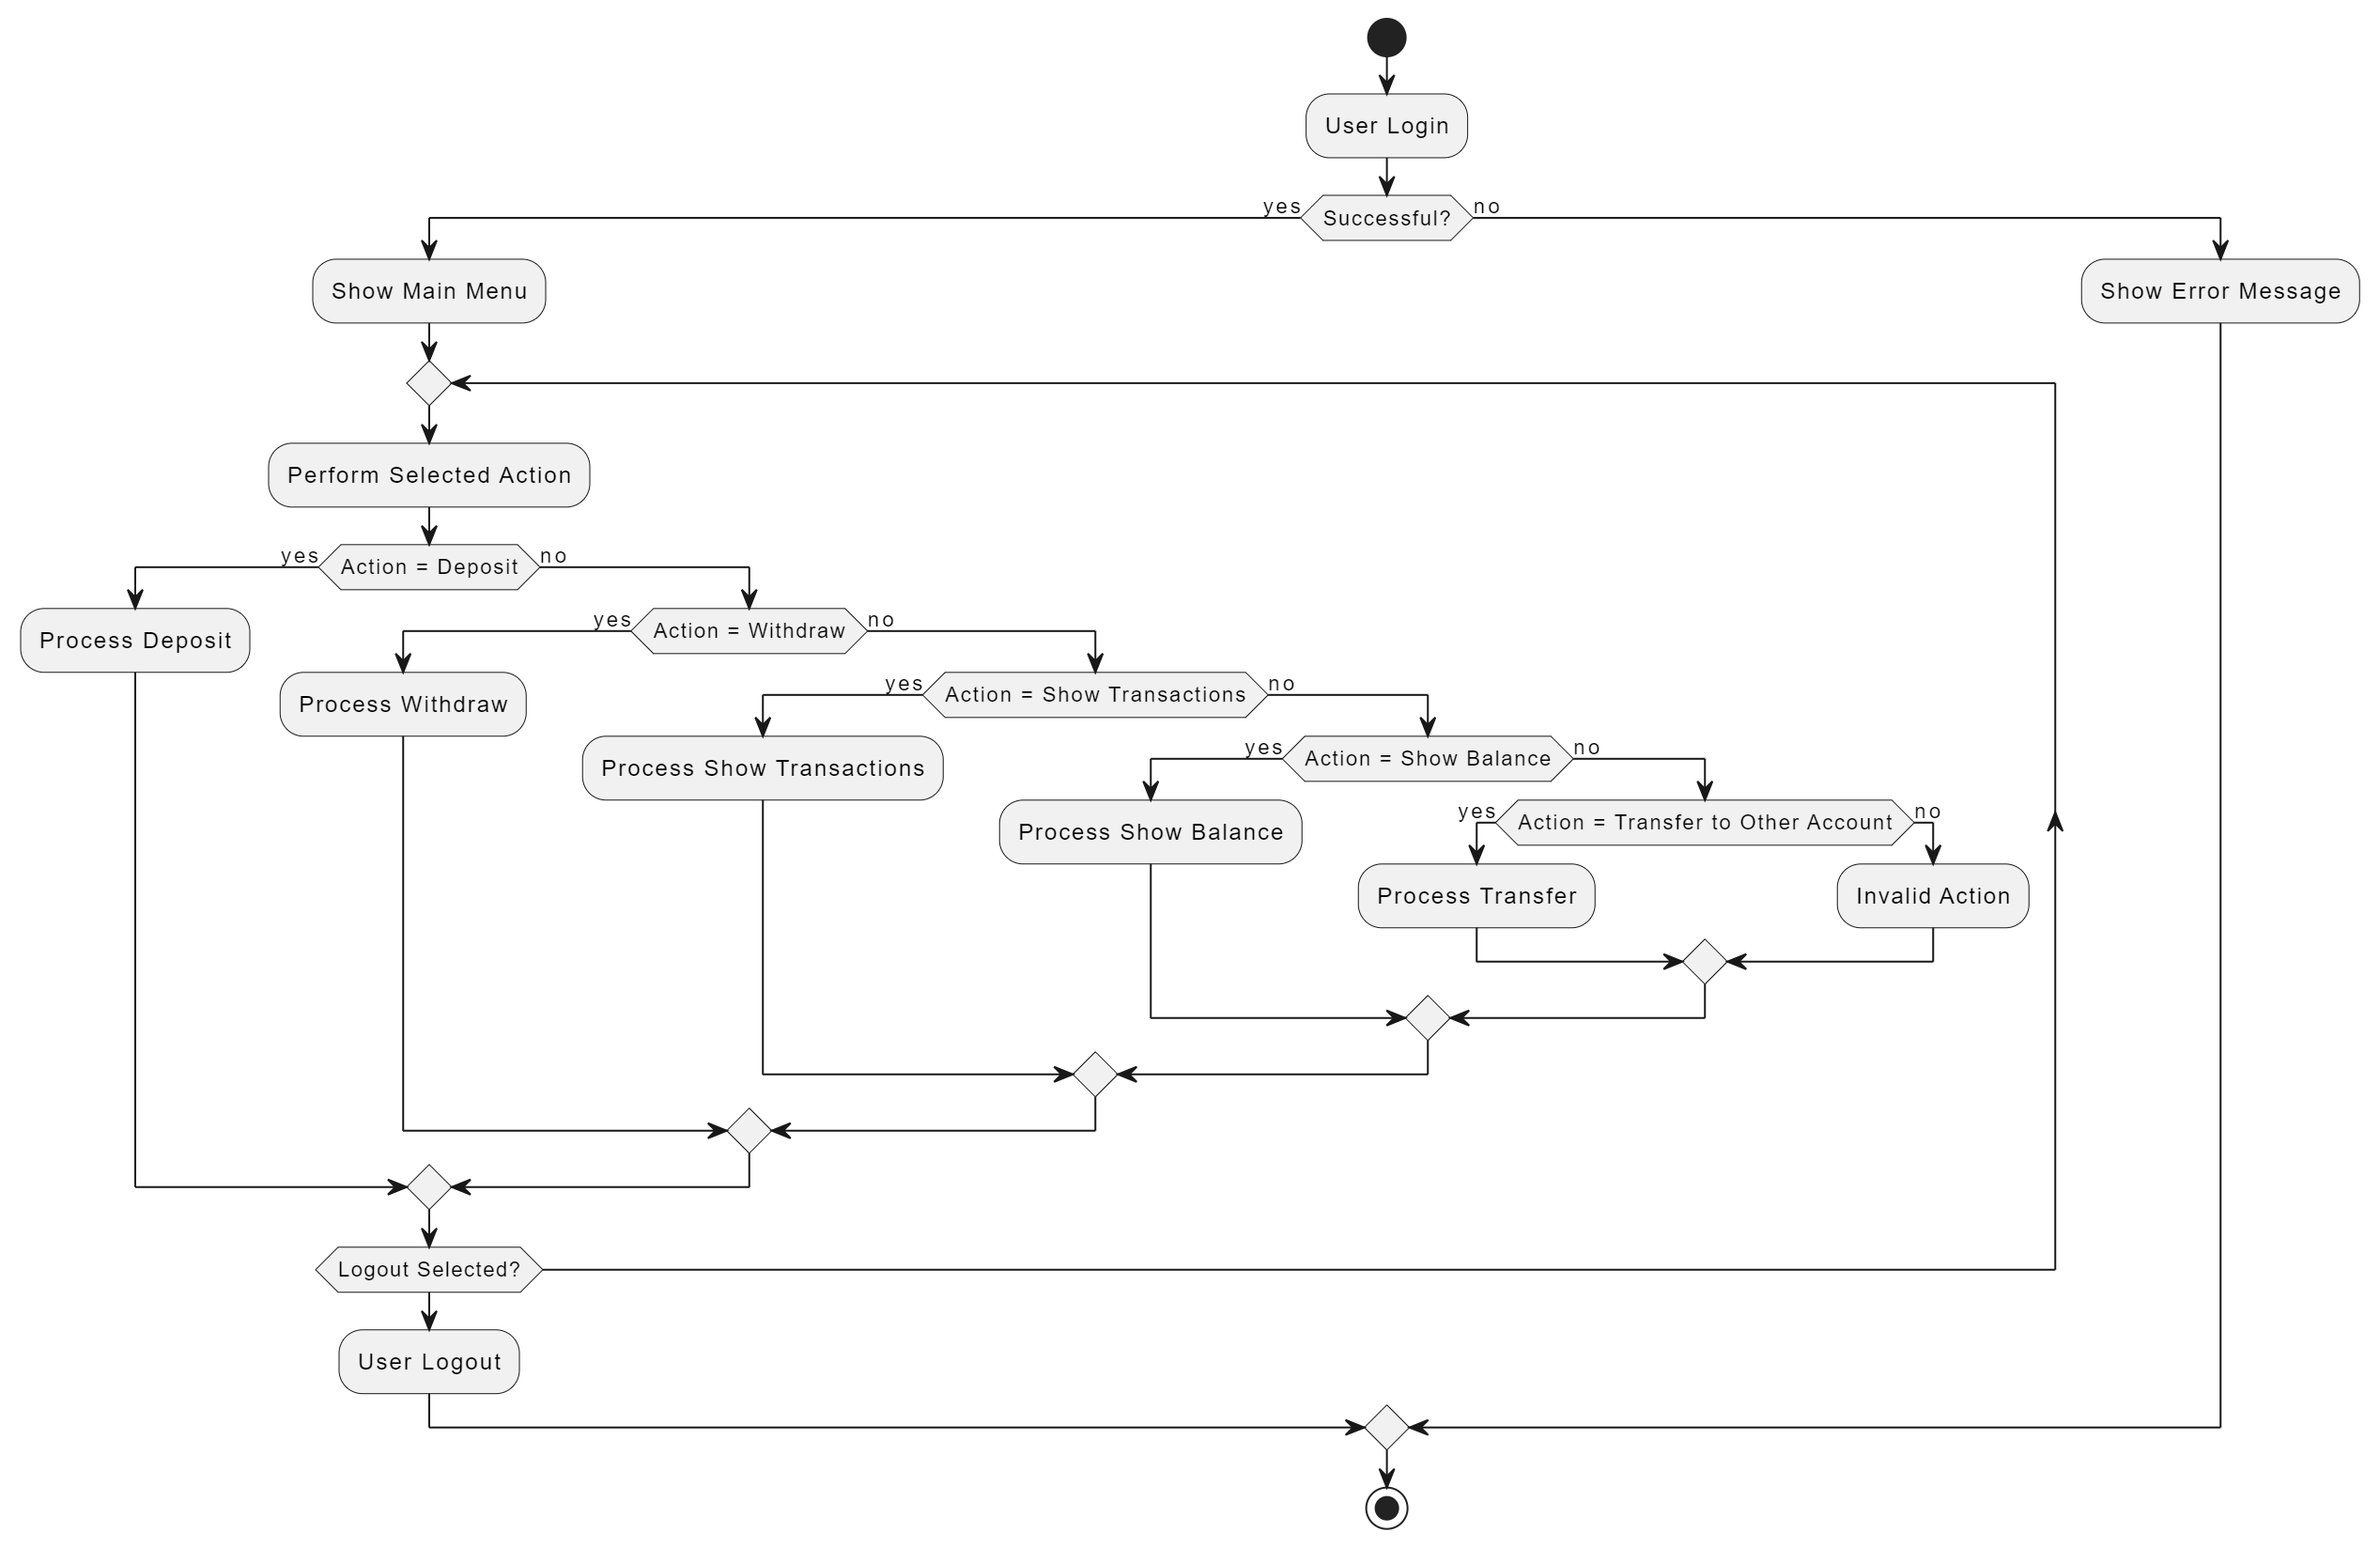 User Login
yes
Successful?
no
Show Main Menu
Show Error Message
Perform Selected Action
yes
Action = Deposit
no
Process Deposit
yes
Action = Withdraw
no
Process Withdraw
yes
Action = Show Transactions
no
Process Show Transactions
yes
Action = Show Balance
no
Process Show Balance
yes
Action = Transfer to Other Account
no
Process Transfer
Invalid Action
Logout Selected?
User Logout